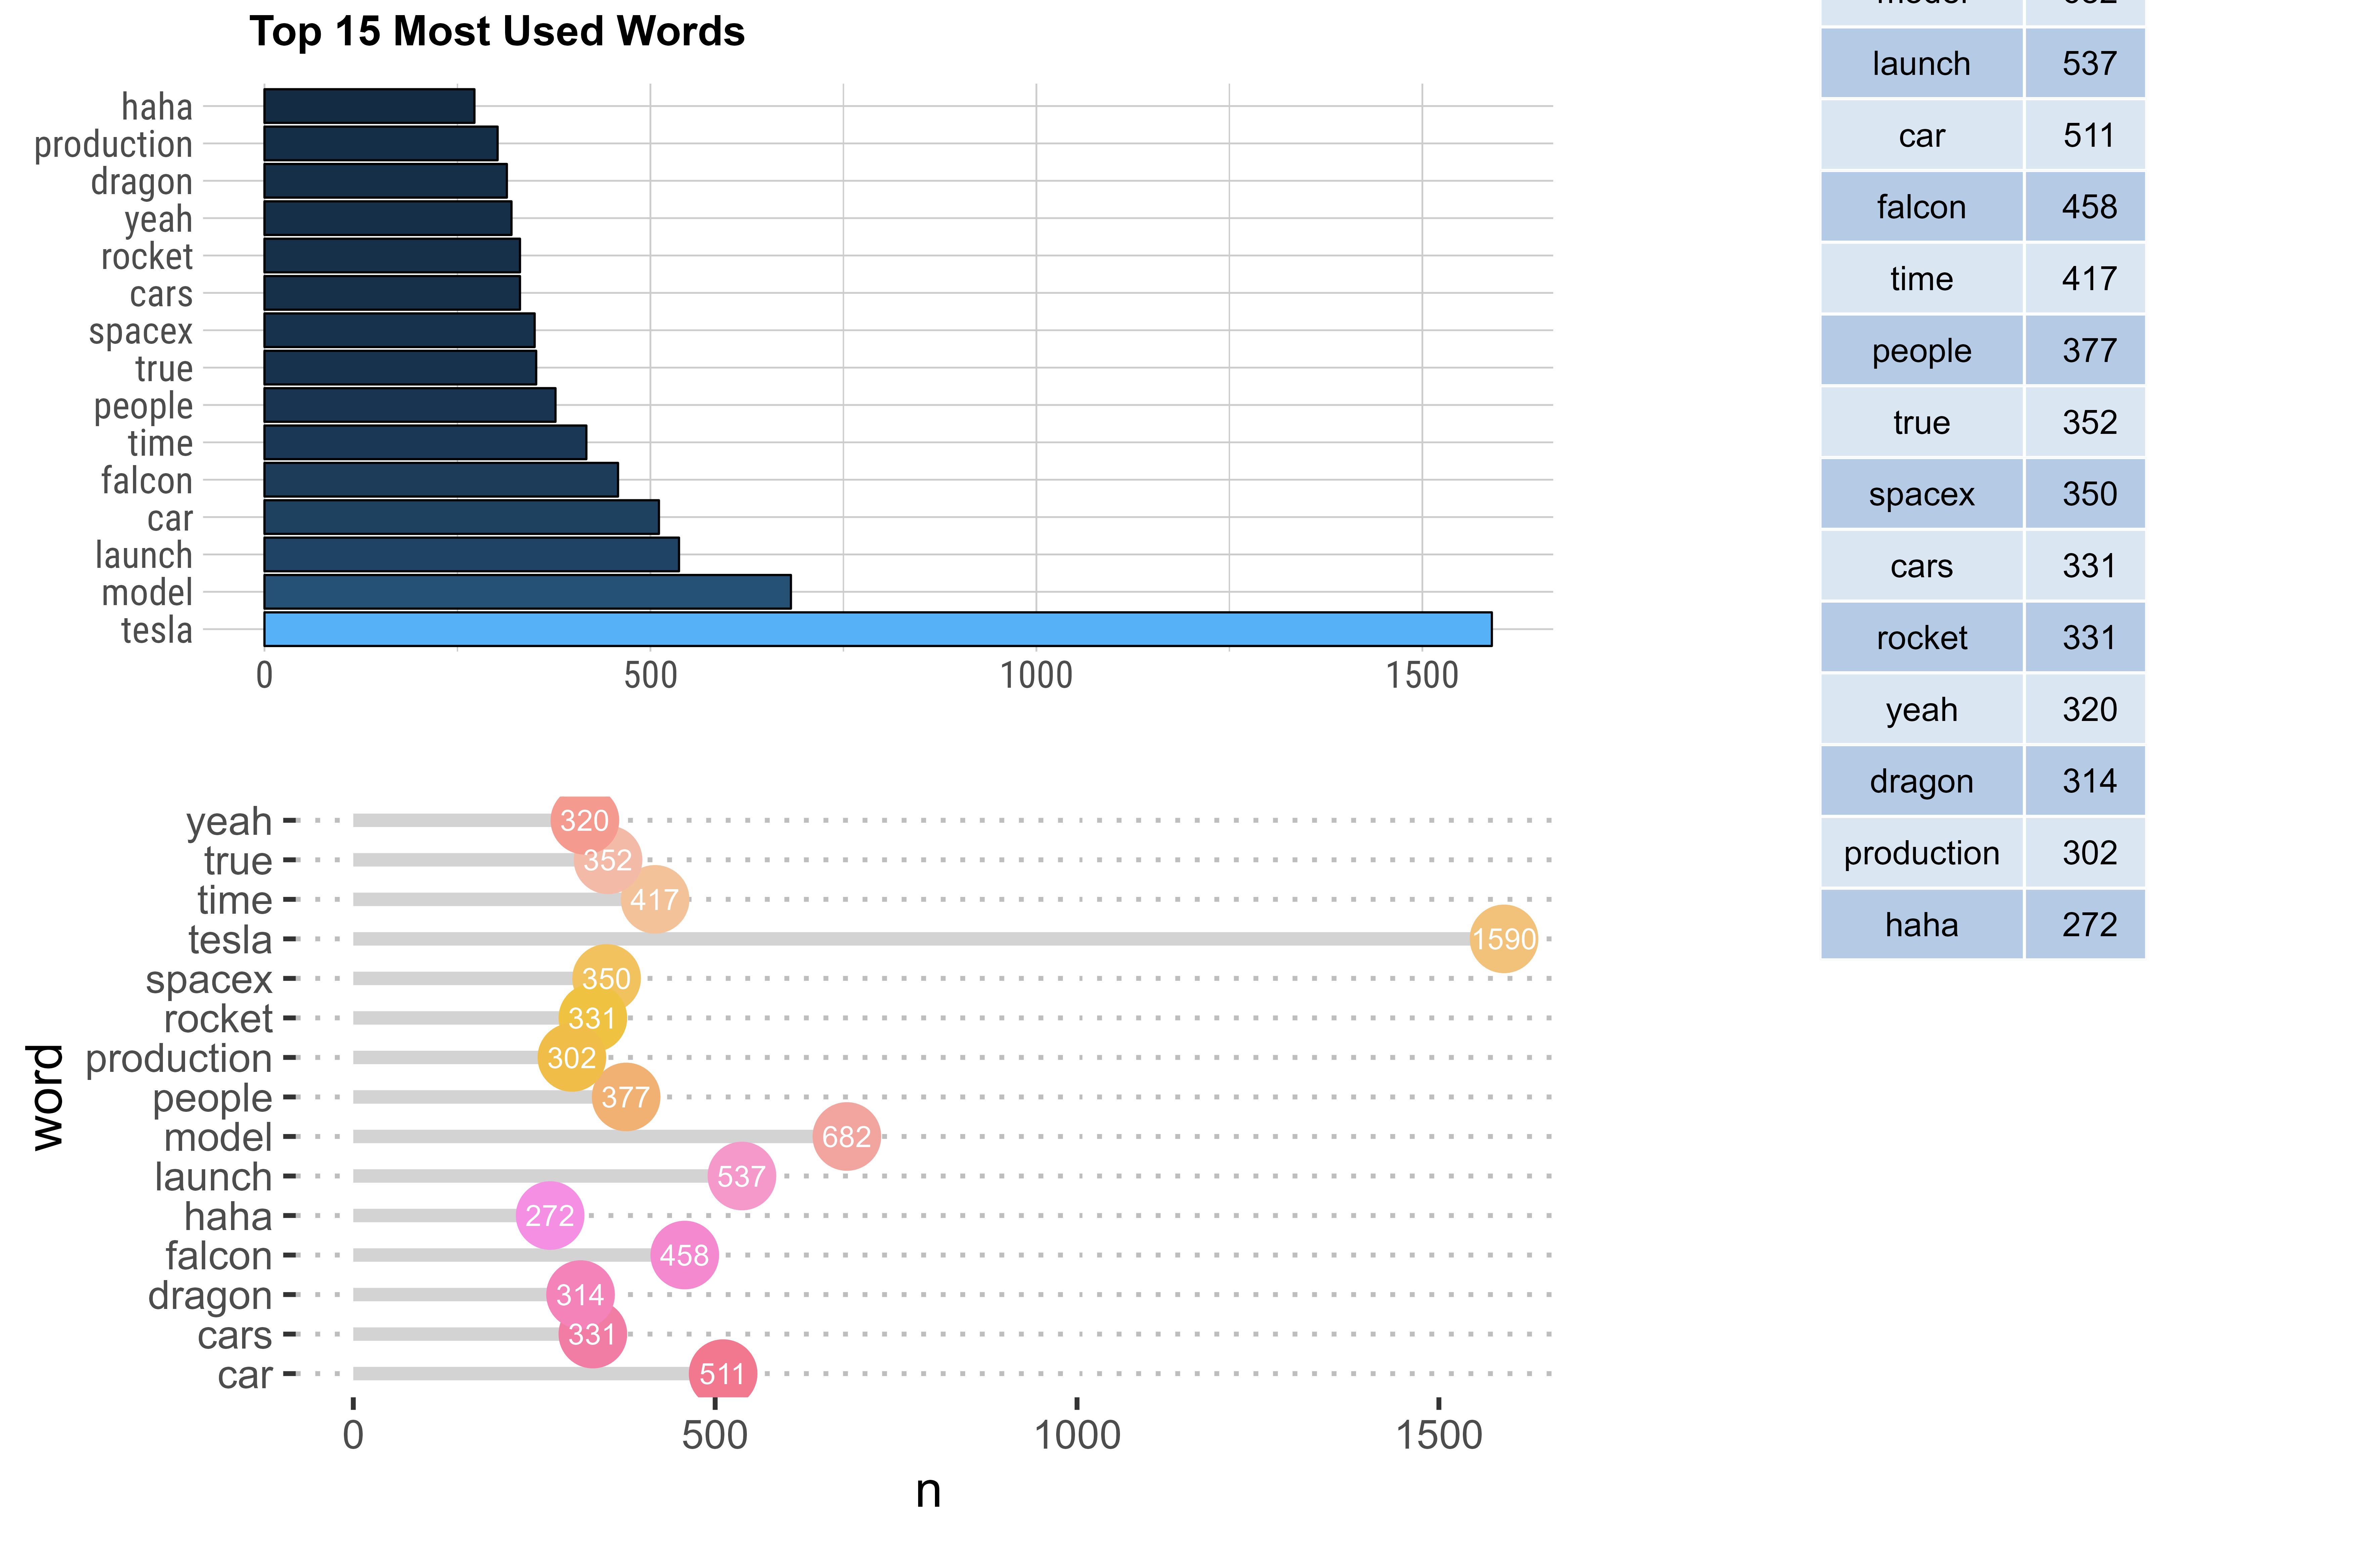 Top 15 Most Used Words
haha
production
dragon
yeah
rocket
cars
spacex
true
people
time
falcon
car
launch
model
tesla
0 500 1000 1500
word
yeah 320
true 352
time 417
tesla 1590
spacex 350
rocket 331
production 302
people 377
model 682
launch 537
haha 272
falcon 458
dragon 314
cars 331
car 511
0 500 1000 1500
n
model 682
launch 537
car 511
falcon 458
time 417
people 377
true 352
spacex 350
cars 331
rocket 331
yeah 320
dragon 314
production 302
haha 272